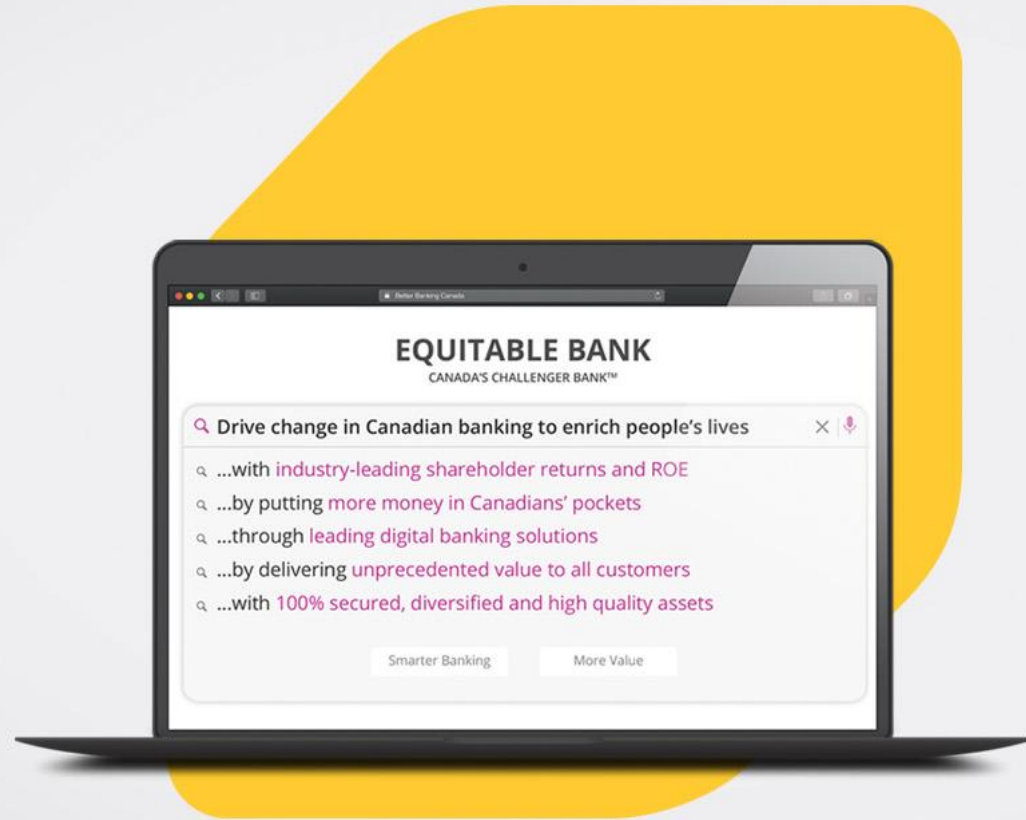 Better Banking Canada
EQUITABLE BANK
CANADA'S CHALLENGER BANK™
Drive change in Canadian banking to enrich people's lives
...with industry-leading shareholder returns and ROE
...by putting more money in Canadians' pockets
...through leading digital banking solutions
...by delivering unprecedented value to all customers
...with 100% secured, diversified and high quality assets
Smarter Banking More Value